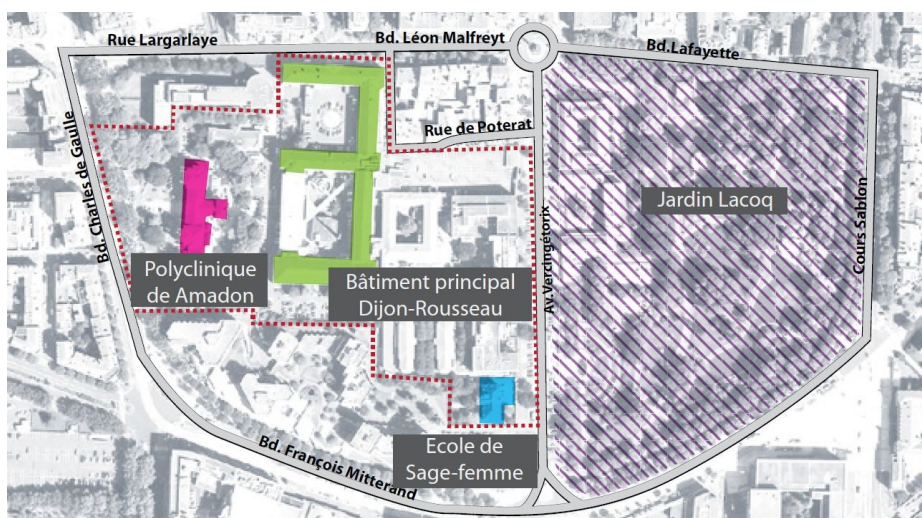 Rue Largarlaye
Bd. Léon Malfreyt
Bd.Lafayette
Rue de Poterat
Bd. Charles de Gaulle
Jardin Lacoq
Av.Vercingétorix
Cours Sablon
Polyclinique
de Amadon
Bâtiment principal
Dijon-Rousseau
Ecole de
Sage-femme
Bd. François Mitterand